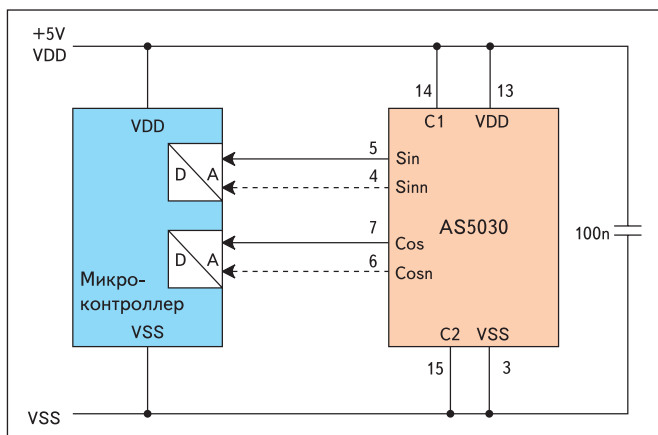 +5V
VDD
14
13
VDD
C1
VDD
5
Sin
D
A
4
Sinn
AS5030
7
Cos
100n
D
A
6
Cosn
Микро-
контроллер
VSS
C2
VSS
15
3
VSS